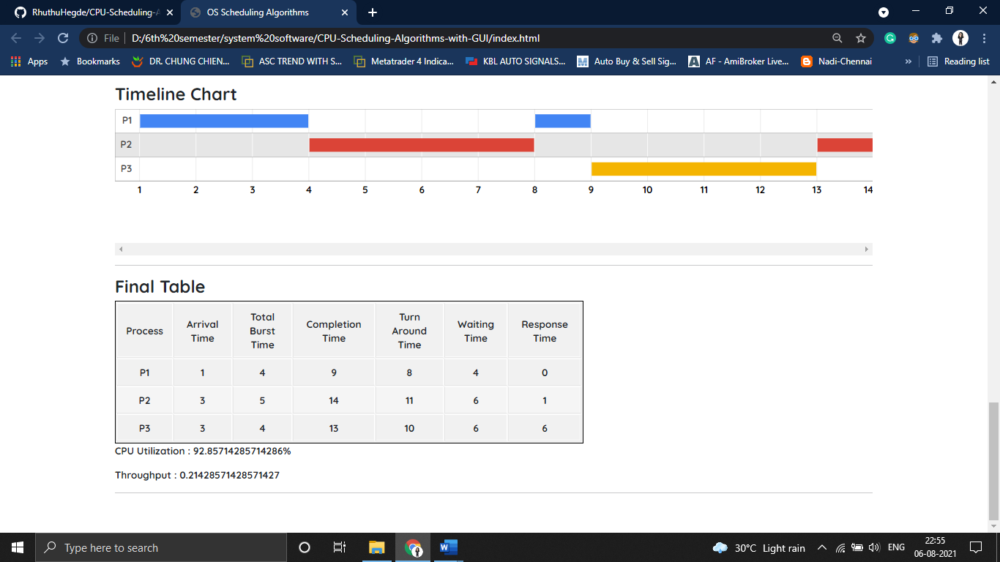 RhuthuHegde/CPU-Scheduling-A
OS Scheduling Algorithms
File D:/6th%20semester/system%20software/CPU-Scheduling-Algorithms-with-GUI/index.html
Apps Bookmarks DR. CHUNG CHIEN... ASC TREND WITH S... Metatrader 4 Indica... KBL AUTO SIGNALS... Auto Buy & Sell Sig... AF - AmiBroker Live... Nadi-Chennai » Reading list
Timeline Chart
P1
P2
P3
1 2 3 4 5 6 7 8 9 10 11 12 13 14
Final Table
Process Arrival Time Total Burst Time Completion Time Turn Around Time Waiting Time Response Time
P1 1 4 9 8 4 0
P2 3 5 14 11 6 1
P3 3 4 13 10 6 6
CPU Utilization : 92.85714285714286%
Throughput : 0.21428571428571427
Type here to search
30°C Light rain
ENG
22:55
06-08-2021